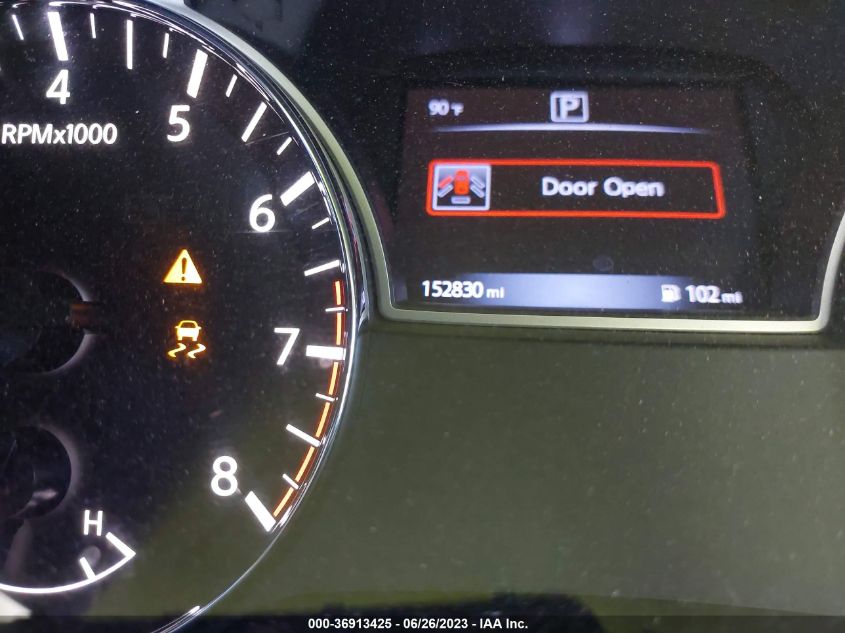 4
5
RPMx1000
6
7
8
H
90°F
P
Door Open
152830 mi
102 mi
000-36913425 - 06/26/2023 - IAA Inc.